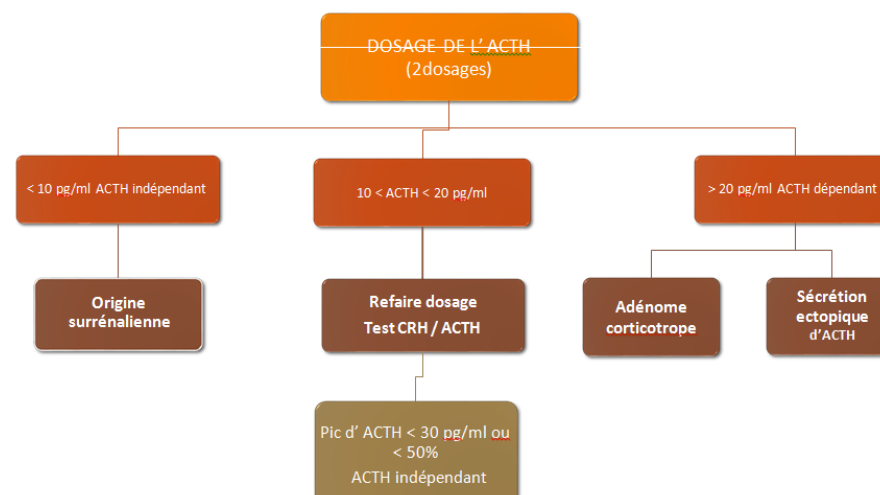 DOSAGE DE L' ACTH
(2dosages)
< 10 pg/ml ACTH indépendant
10 < ACTH < 20 pg/ml
> 20 pg/ml ACTH dépendant
Origine
surrénalienne
Refaire dosage
Test CRH / ACTH
Adénome
corticotrope
Sécrétion
ectopique
d'ACTH
Pic d' ACTH < 30 pg/ml ou
< 50%
ACTH indépendant